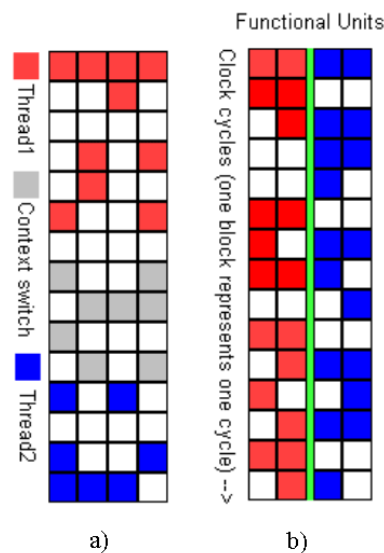 Functional Units
Thread1
Context switch
Thread2
Clock cycles (one block represents one cycle) -->
a)
b)